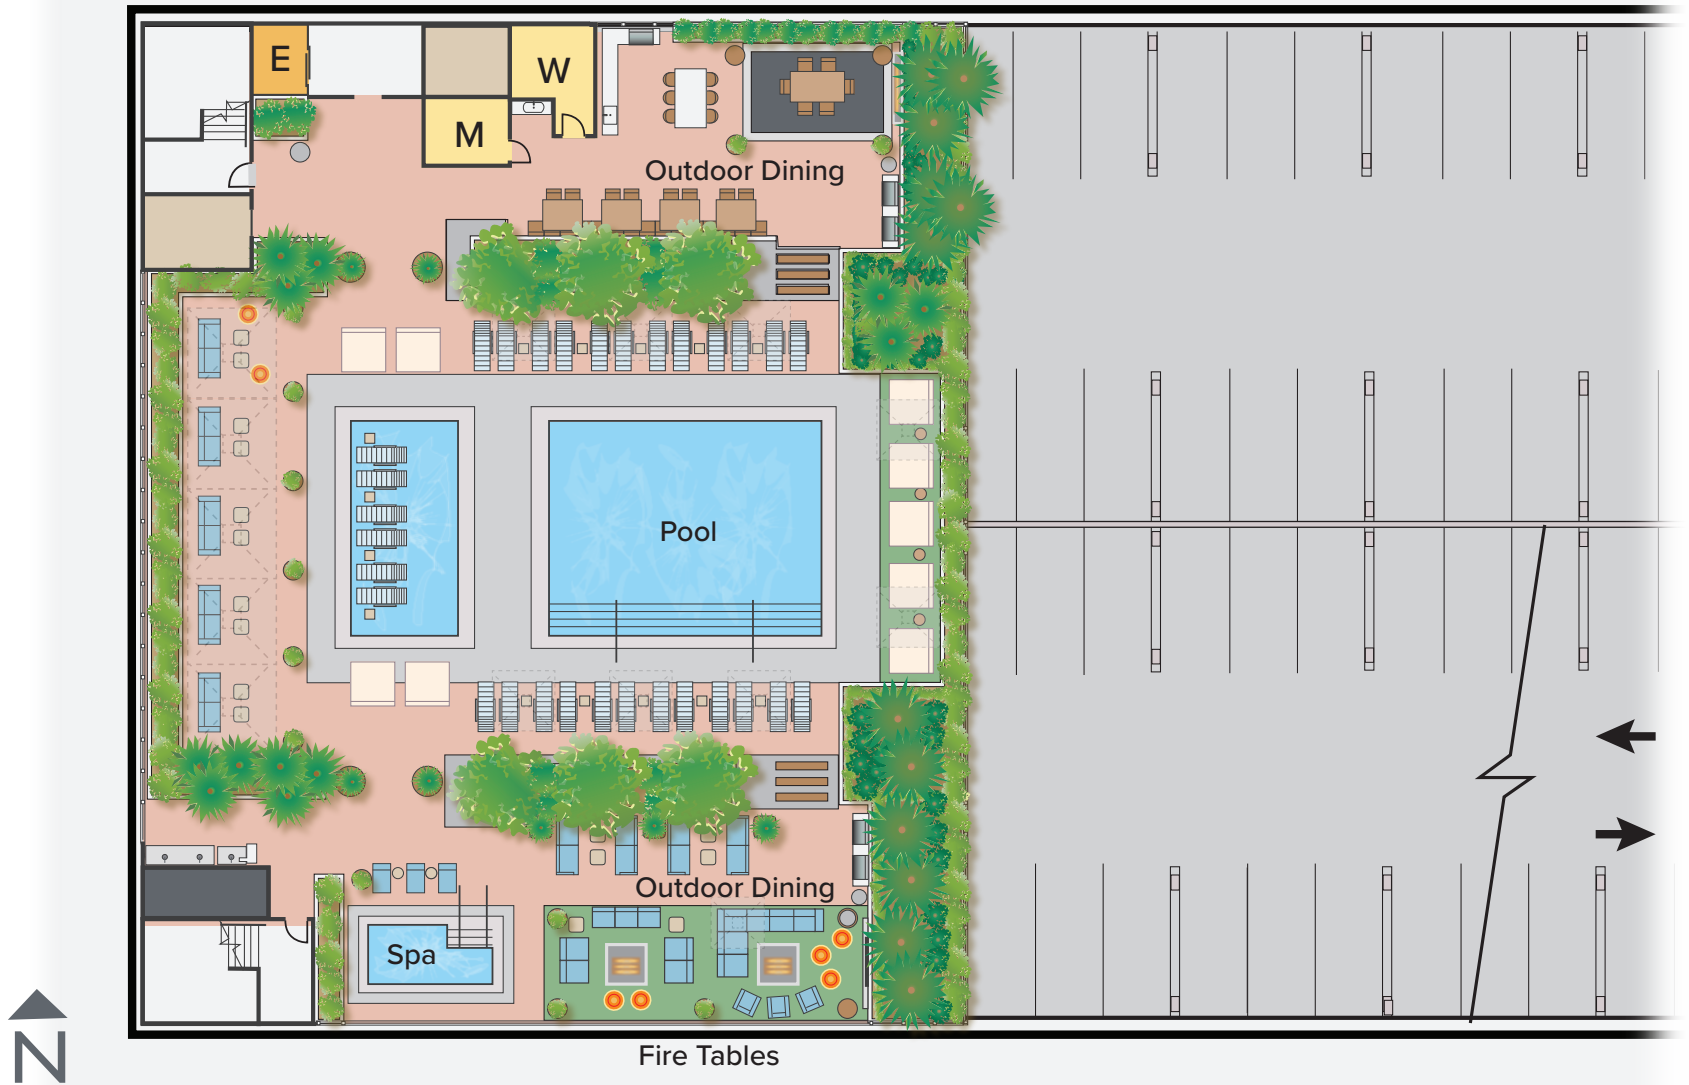 E
W
M
Outdoor Dining
Pool
Outdoor Dining
Spa
N
Fire Tables